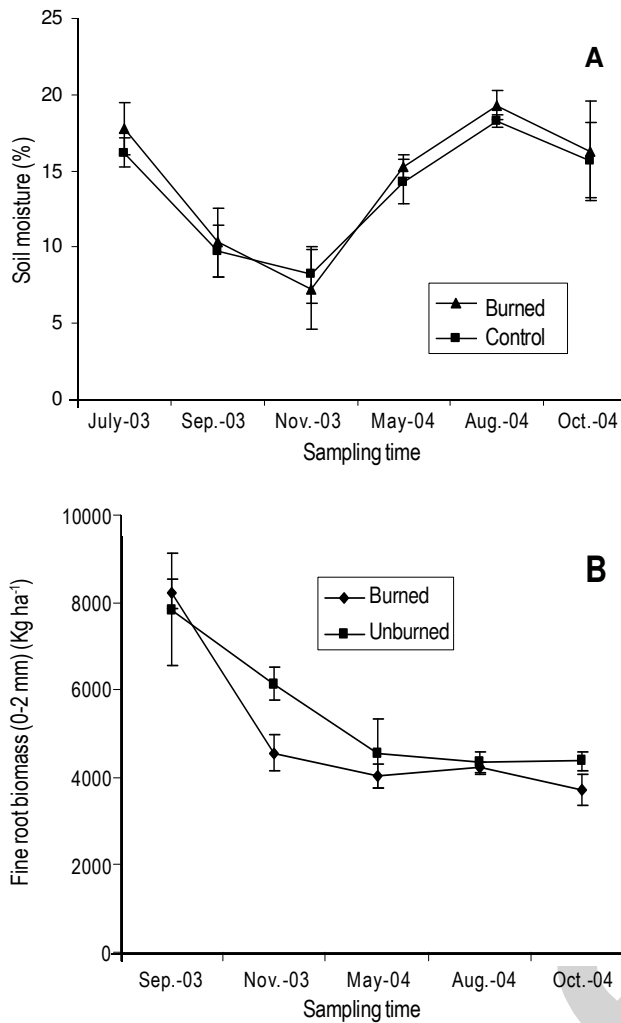 25
20
15
10
5
0
Soil moisture (%)
A
Burned
Control
July-03 Sep.-03 Nov.-03 May-04 Aug.-04 Oct.-04
Sampling time
10000
8000
6000
4000
2000
0
Fine root biomass (0-2 mm) (Kg ha⁻¹)
B
Burned
Unburned
Sep.-03 Nov.-03 May-04 Aug.-04 Oct.-04
Sampling time